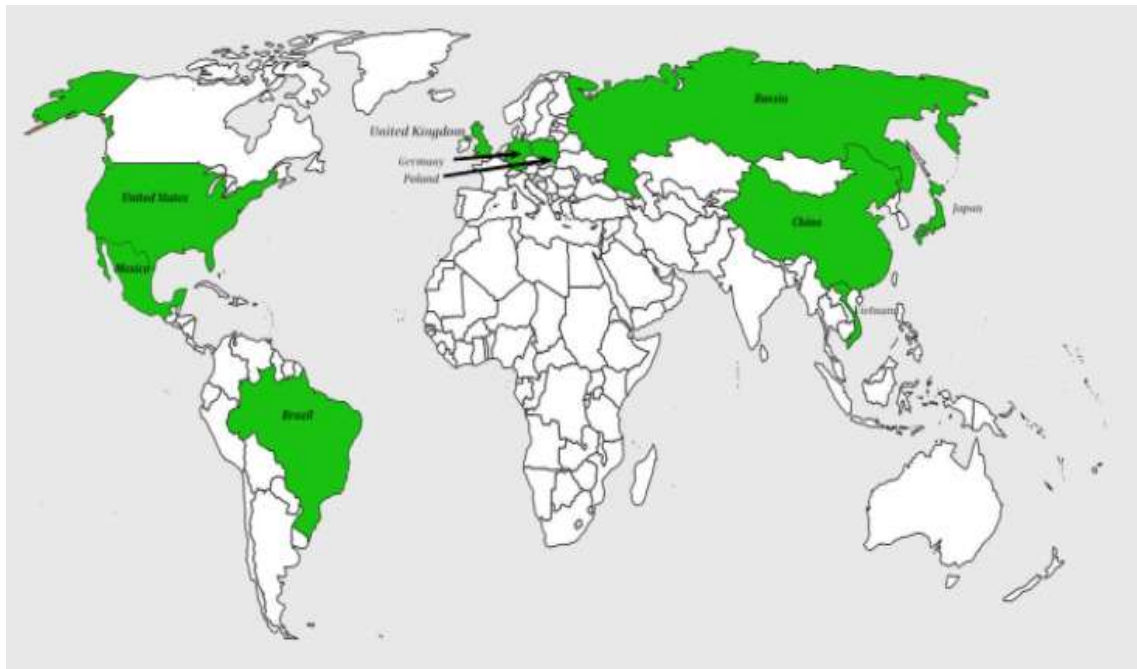 Russia
United Kingdom
Germany
Poland
United States
Japan
China
Mexico
Vietnam
Brazil